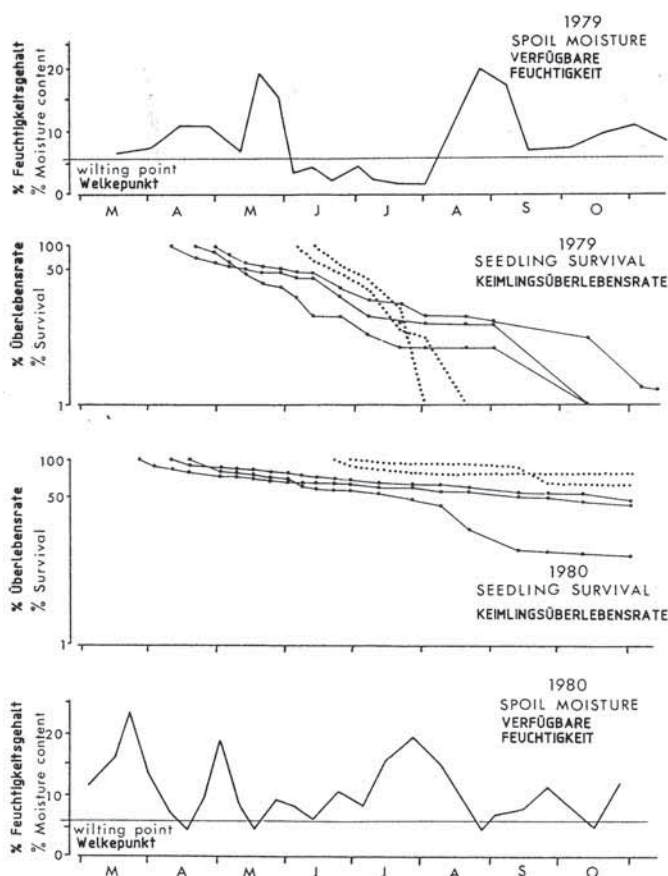 1979
SPOIL MOISTURE
VERFÜGBARE
FEUCHTIGKEIT
% Feuchtigkeitsgehalt
% Moisture content
20
10
0
wilting point
Welkepunkt
M A M J J A S O
1979
SEEDLING SURVIVAL
KEIMLINGSÜBERLEBENSRATE
% Überlebensrate
% Survival
100
50
1
% Überlebensrate
% Survival
100
50
1
1980
SEEDLING SURVIVAL
KEIMLINGSÜBERLEBENSRATE
1980
SPOIL MOISTURE
VERFÜGBARE
FEUCHTIGKEIT
% Feuchtigkeitsgehalt
% Moisture content
20
10
0
wilting point
Welkepunkt
M A M J J A S O